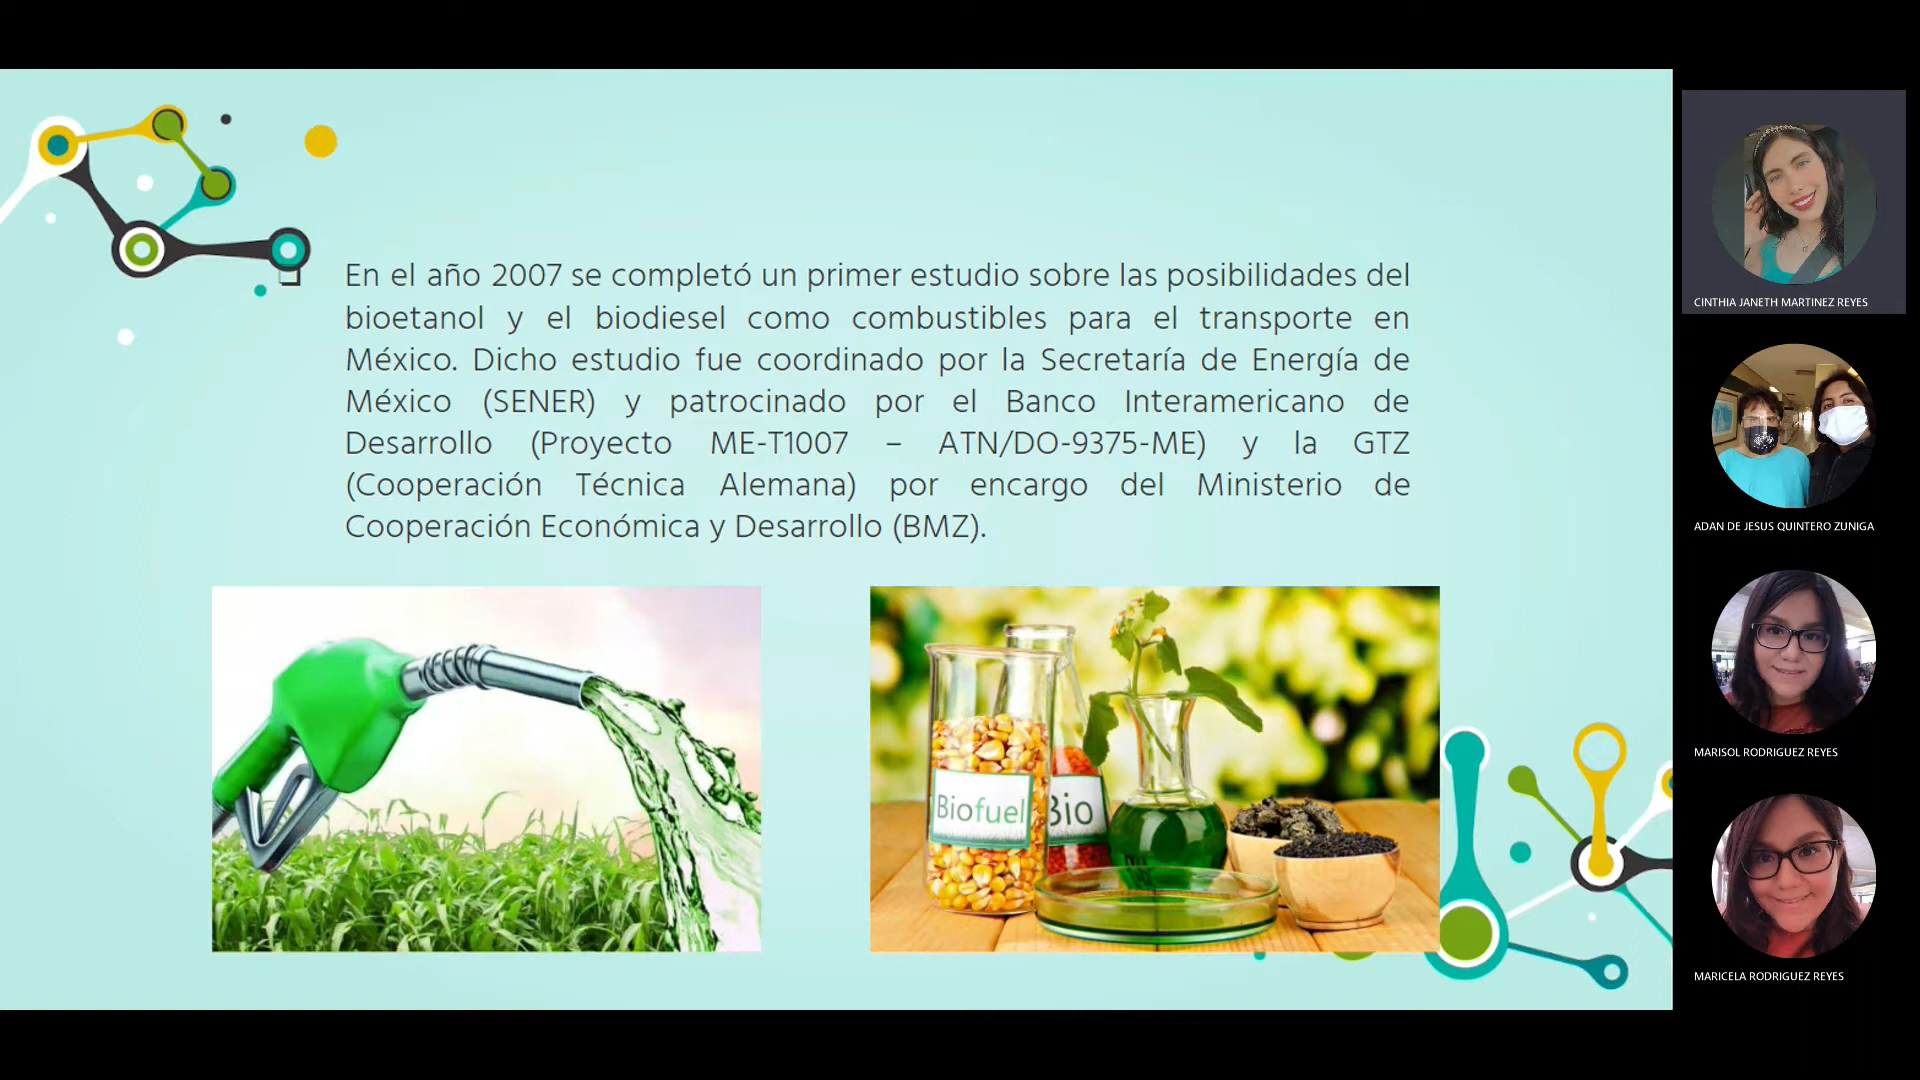 En el año 2007 se completó un primer estudio sobre las posibilidades del
bioetanol y el biodiesel como combustibles para el transporte en
México. Dicho estudio fue coordinado por la Secretaría de Energía de
México (SENER) y patrocinado por el Banco Interamericano de
Desarrollo (Proyecto ME-T1007 – ATN/DO-9375-ME) y la GTZ
(Cooperación Técnica Alemana) por encargo del Ministerio de
Cooperación Económica y Desarrollo (BMZ).
Biofuel
Bio
CINTHIA JANETH MARTINEZ REYES
ADAN DE JESUS QUINTERO ZUNIGA
MARISOL RODRIGUEZ REYES
MARICELA RODRIGUEZ REYES